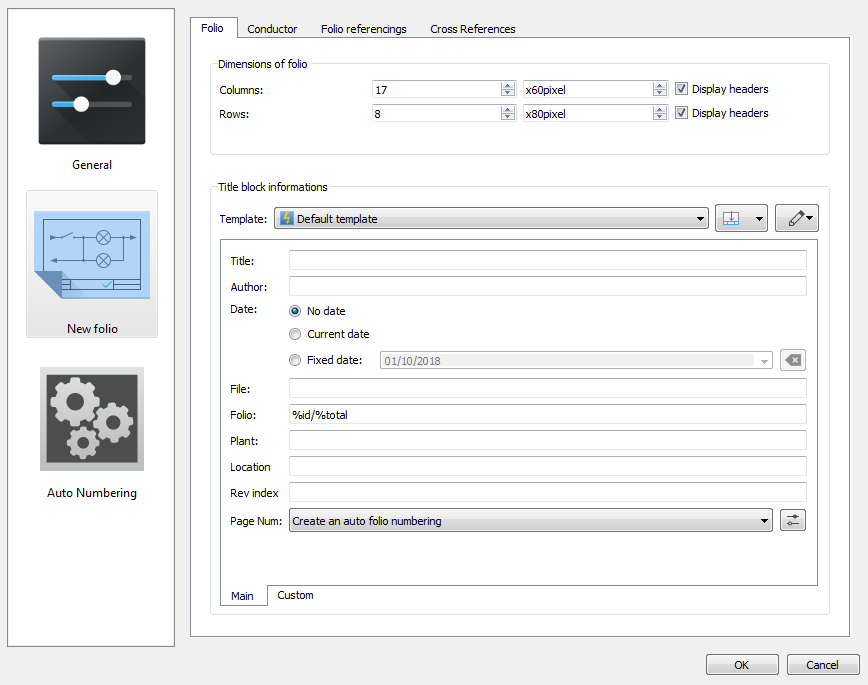 General
New folio
Auto Numbering
Folio Conductor Folio referencings Cross References
Dimensions of folio
Columns: 17 x60pixel Display headers
Rows: 8 x80pixel Display headers
Title block informations
Template: Default template
Title:
Author:
Date: No date
Current date
Fixed date: 01/10/2018
File:
Folio: %id/%total
Plant:
Location
Rev index
Page Num: Create an auto folio numbering
Main Custom
OK Cancel